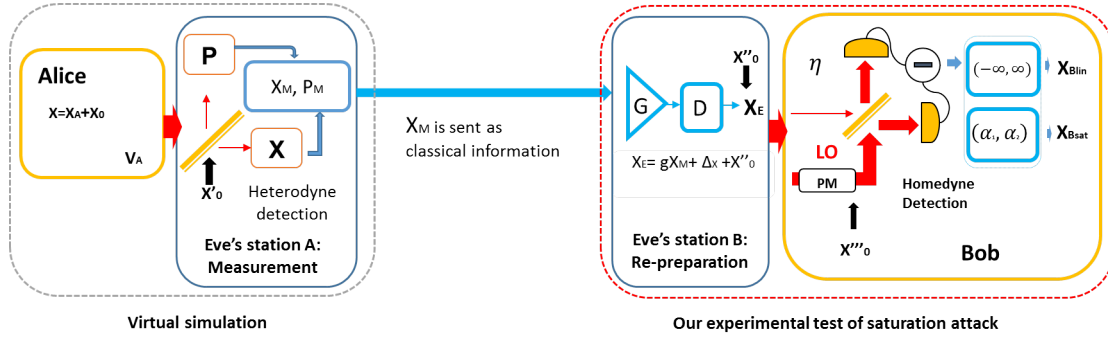 Alice
X=XA+X0
VA
P
XM, PM
X
X'0
Heterodyne
detection
Eve's station A:
Measurement
Virtual simulation
XM is sent as
classical information
G
D
X''0
XE
XE= gXM+ ΔX +X''0
Eve's station B:
Re-preparation
η
LO
PM
X'''0
Homedyne
Detection
(−∞,∞)
XBlin
(α₁, α₂)
XBsat
Bob
Our experimental test of saturation attack